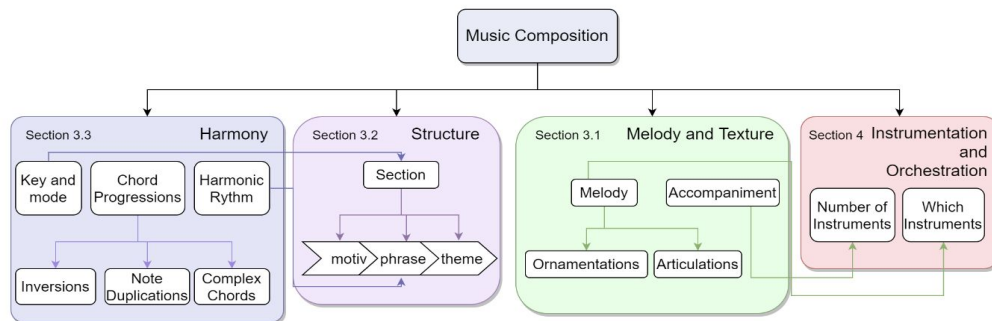 Music Composition
Section 3.3 Harmony
Key and
mode
Chord
Progressions
Harmonic
Rythm
Inversions
Note
Duplications
Complex
Chords
Section 3.2 Structure
Section
motiv phrase theme
Section 3.1 Melody and Texture
Melody
Accompaniment
Ornamentations
Articulations
Section 4 Instrumentation
and
Orchestration
Number of
Instruments
Which
Instruments